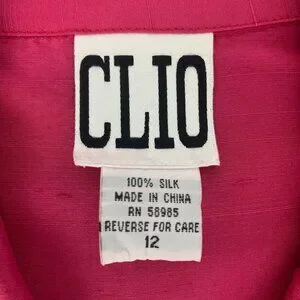 CLIO
100% SILK
MADE IN CHINA
RN 58985
REVERSE FOR CARE
12